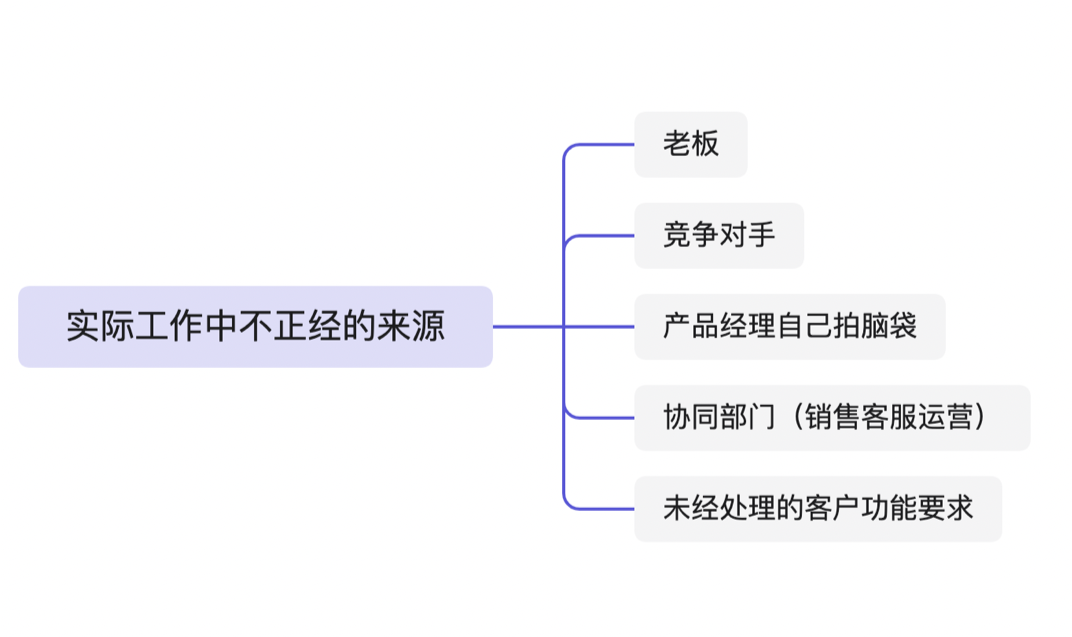 老板
竞争对手
实际工作中不正经的来源
产品经理自己拍脑袋
协同部门（销售客服运营）
未经处理的客户功能要求